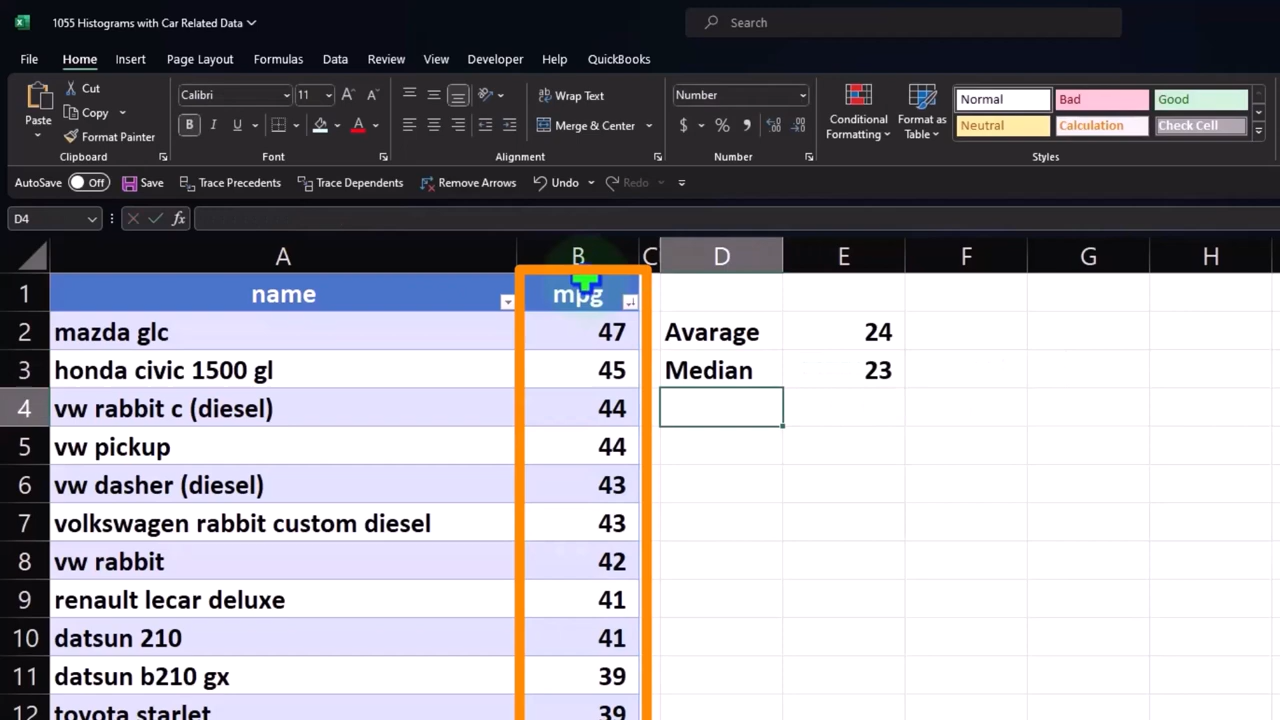 1055 Histograms with Car Related Data
Search
File Home Insert Page Layout Formulas Data Review View Developer Help QuickBooks
Paste
Cut
Copy
Format Painter
Clipboard
Calibri 11
B I U
Font
Wrap Text
Merge & Center
Alignment
Number
$ % ,
Number
Conditional Formatting
Format as Table
Normal Bad Good
Neutral Calculation Check Cell
Styles
AutoSave Off Save Trace Precedents Trace Dependents Remove Arrows Undo Redo
D4 fx
A B C D E F G H
1 name mpg
2 mazda glc 47 Avarage 24
3 honda civic 1500 gl 45 Median 23
4 vw rabbit c (diesel) 44
5 vw pickup 44
6 vw dasher (diesel) 43
7 volkswagen rabbit custom diesel 43
8 vw rabbit 42
9 renault lecar deluxe 41
10 datsun 210 41
11 datsun b210 gx 39
12 toyota starlet 39